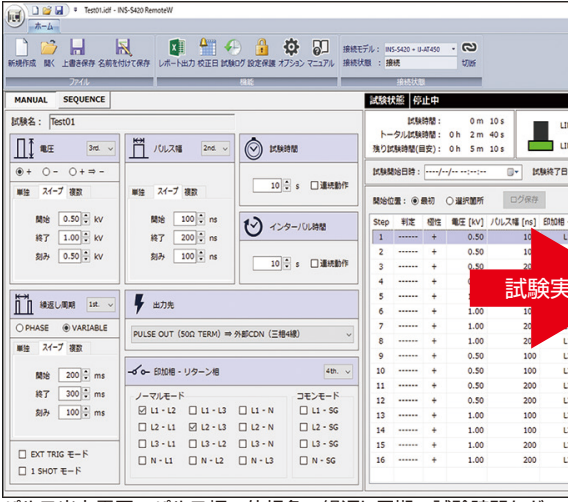 Test01.idf - INS-S420 RemoteW
ホーム
新規作成 開く 上書き保存 名前を付けて保存 レポート出力 校正日 試験ログ 設定保護 オプション マニュアル
接続モデル： INS-S420 + U-AT450
接続状態 ： 接続 切断
ファイル 機能 接続状態
MANUAL SEQUENCE
試験名： Test01
電圧 3rd.
+ - + ⇒ -
単独 スイープ 複数
開始 0.50 kV
終了 1.00 kV
刻み 0.50 kV
パルス幅 2nd.
単独 スイープ 複数
開始 100 ns
終了 200 ns
刻み 100 ns
試験時間
10 s 連続動作
インターバル時間
10 s 連続動作
繰返し周期 1st.
PHASE VARIABLE
単独 スイープ 複数
開始 200 ms
終了 300 ms
刻み 100 ms
EXT TRIG モード
1 SHOT モード
出力先
PULSE OUT (50Ω TERM) ⇒ 外部CDN (三相4線)
印加相 - リターン相 4th.
ノーマルモード コモンモード
L1 - L2 L1 - L3 L1 - N L1 - SG
L2 - L1 L2 - L3 L2 - N L2 - SG
L3 - L1 L3 - L2 L3 - N L3 - SG
N - L1 N - L2 N - L3 N - SG
試験状態 停止中
試験時間： 0 m 10 s
トータル試験時間： 0 h 2 m 40 s
残り試験時間(目安)： 0 h 5 m 10 s
試験開始日時： ----/--/-- --:--:-- 試験終了日
開始位置： 最初 選択箇所 ログ保存
Step 判定 極性 電圧 [kV] パルス幅 [ns] 印加相
1 ------ + 0.50
2 ------ + 0.50
3 ------ + 0.50
4 ------ +
5 ------ +
6 ------ + 1.00
7 ------ + 1.00
8 ------ + 1.00
9 ------ + 0.50 100
10 ------ + 0.50 100 L
11 ------ + 0.50 200 L
12 ------ + 0.50 200 L
13 ------ + 1.00 100 L
14 ------ + 1.00 100 L
15 ------ + 1.00 200 L
16 ------ + 1.00 200 L
試験実